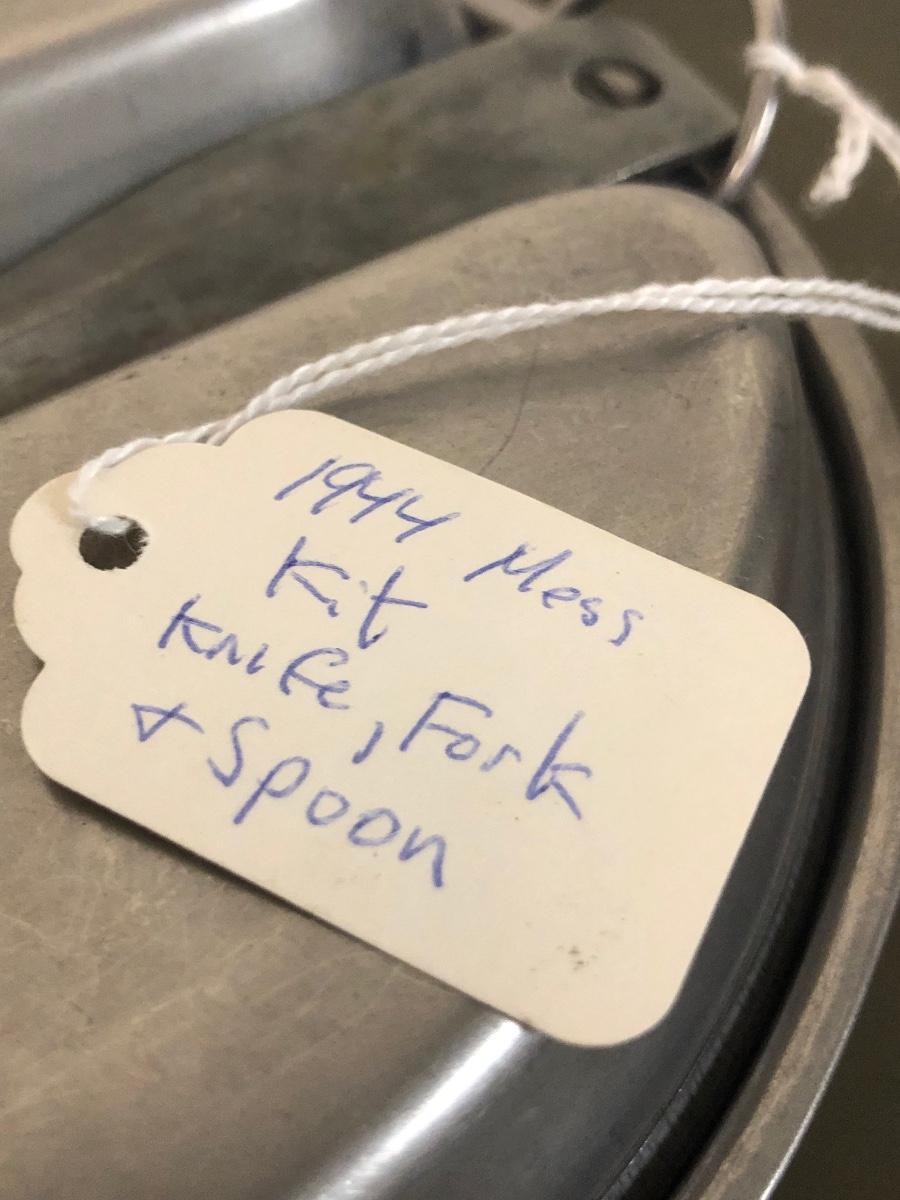 1944 Mess
Kit
Knife, Fork
& Spoon